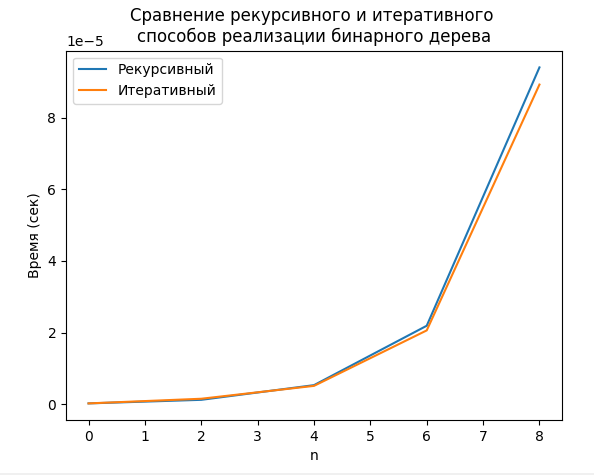 Сравнение рекурсивного и итеративного
способов реализации бинарного дерева
1e−5
Рекурсивный
Итеративный
8
6
4
2
0
Время (сек)
0 1 2 3 4 5 6 7 8
n